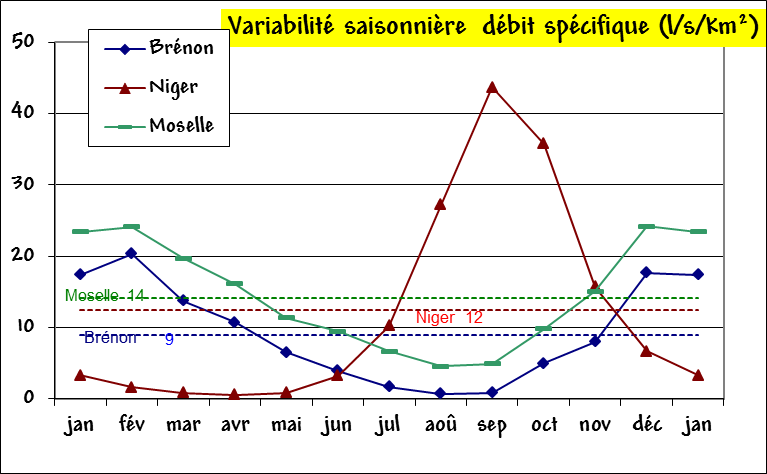 Variabilité saisonnière débit spécifique (l/s/Km²)
Brénon
Niger
Moselle
50
40
30
20
10
0
Moselle 14
Niger 12
Brénon 9
jan fév mar avr mai jun jul aoû sep oct nov déc jan